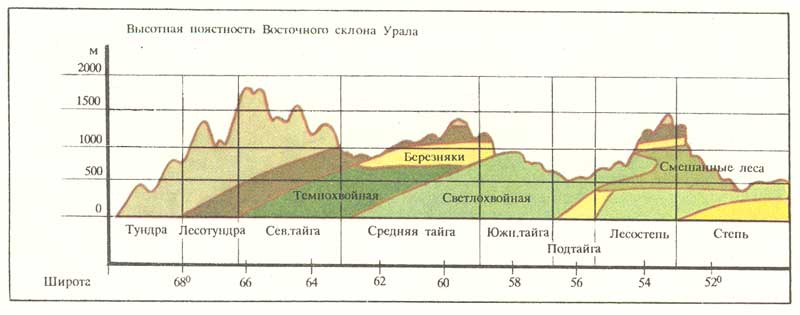 Высотная поястность Восточного склона Урала
м
2000
1500
1000
500
0
Березняки
Смешанные леса
Темнохвойная
Светлохвойная
Тундра Лесотундра Сев.тайга Средняя тайга Южн.тайга Подтайга Лесостепь Степь
Широта 68⁰ 66 64 62 60 58 56 54 52⁰